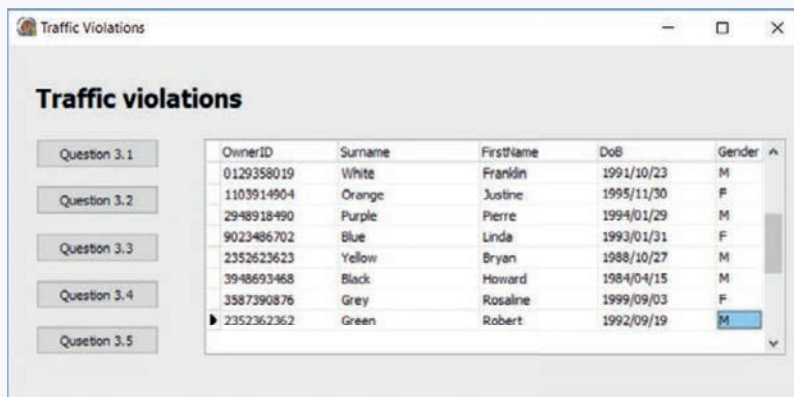 Traffic Violations
Traffic violations
Question 3.1
Question 3.2
Question 3.3
Question 3.4
Qusetion 3.5
OwnerID Surname FirstName DoB Gender
0129358019 White Franklin 1991/10/23 M
1103914904 Orange Justine 1995/11/30 F
2948918490 Purple Pierre 1994/01/29 M
9023486702 Blue Linda 1993/01/31 F
2352623623 Yellow Bryan 1988/10/27 M
3948693468 Black Howard 1984/04/15 M
3587390876 Grey Rosaline 1999/09/03 F
2352362362 Green Robert 1992/09/19 M